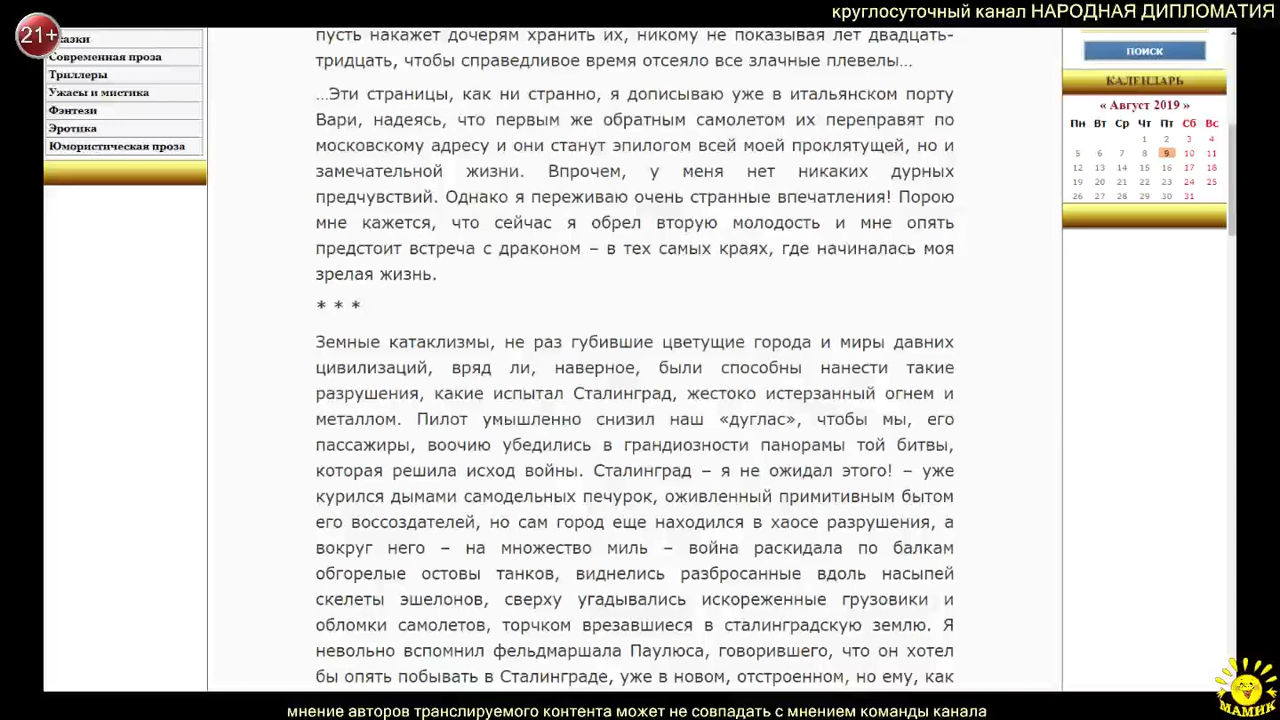 круглосуточный канал НАРОДНАЯ ДИПЛОМАТИЯ
21+
Современная проза
Триллеры
Ужасы и мистика
Фэнтези
Эротика
Юмористическая проза
пусть накажет дочерям хранить их, никому не показывая лет двадцать-
тридцать, чтобы справедливое время отсеяло все злачные плевелы…
…Эти страницы, как ни странно, я дописываю уже в итальянском порту
Вари, надеясь, что первым же обратным самолетом их переправят по
московскому адресу и они станут эпилогом всей моей проклятущей, но и
замечательной жизни. Впрочем, у меня нет никаких дурных
предчувствий. Однако я переживаю очень странные впечатления! Порою
мне кажется, что сейчас я обрел вторую молодость и мне опять
предстоит встреча с драконом – в тех самых краях, где начиналась моя
зрелая жизнь.
* * *
Земные катаклизмы, не раз губившие цветущие города и миры давних
цивилизаций, вряд ли, наверное, были способны нанести такие
разрушения, какие испытал Сталинград, жестоко истерзанный огнем и
металлом. Пилот умышленно снизил наш «дуглас», чтобы мы, его
пассажиры, воочию убедились в грандиозности панорамы той битвы,
которая решила исход войны. Сталинград – я не ожидал этого! – уже
курился дымами самодельных печурок, оживленный примитивным бытом
его воссоздателей, но сам город еще находился в хаосе разрушения, а
вокруг него – на множество миль – война раскидала по балкам
обгорелые остовы танков, виднелись разбросанные вдоль насыпей
скелеты эшелонов, сверху угадывались искореженные грузовики и
обломки самолетов, торчком врезавшиеся в сталинградскую землю. Я
невольно вспомнил фельдмаршала Паулюса, говорившего, что он хотел
бы опять побывать в Сталинграде, уже в новом, отстроенном, но ему, как
ПОИСК
КАЛЕНДАРЬ
« Август 2019 »
Пн Вт Ср Чт Пт Сб Вс
1 2 3 4
5 6 7 8 9 10 11
12 13 14 15 16 17 18
19 20 21 22 23 24 25
26 27 28 29 30 31
МАМИК
мнение авторов транслируемого контента может не совпадать с мнением команды канала